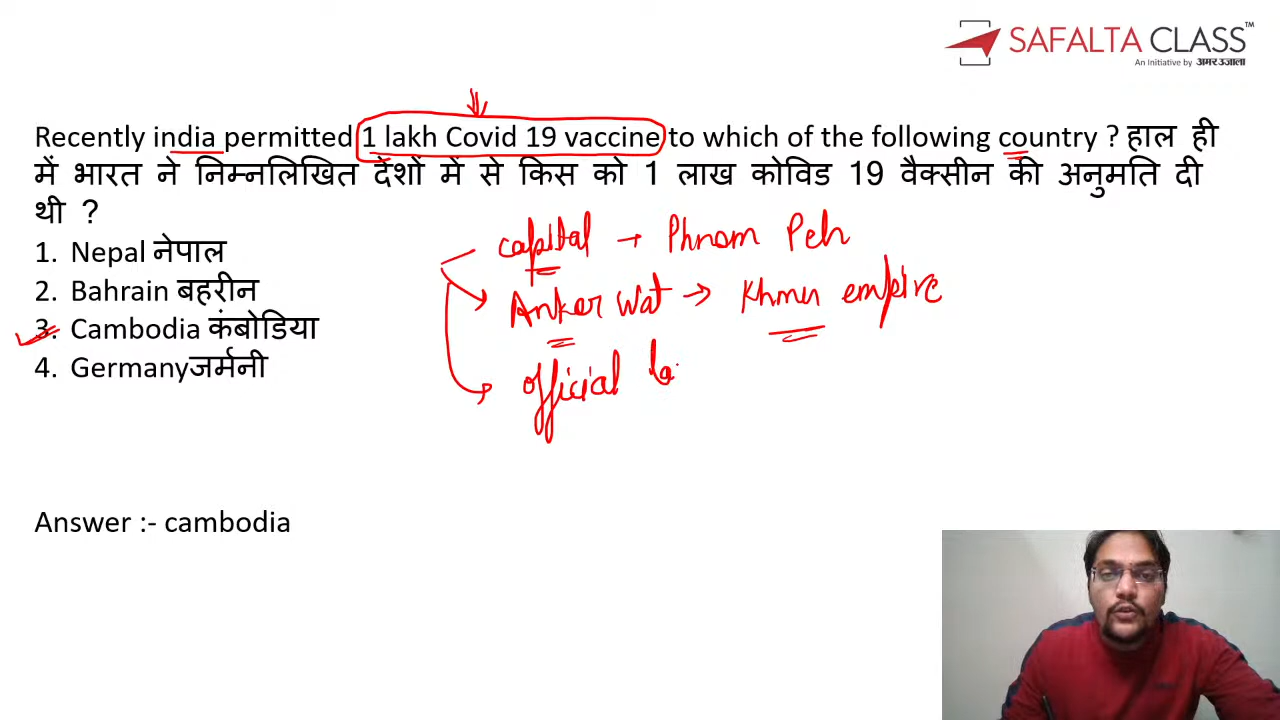 SAFALTA CLASS™
An Initiative by अमर उजाला
Recently india permitted 1 lakh Covid 19 vaccine to which of the following country ? हाल ही
में भारत ने निम्नलिखित देशों में से किस को 1 लाख कोविड 19 वैक्सीन की अनुमति दी
थी ?
capital → Phnom Peh
1. Nepal नेपाल
2. Bahrain बहरीन
Anker Wat → Khmer empire
3. Cambodia कंबोडिया
4. Germanyजर्मनी
official la
Answer :- cambodia